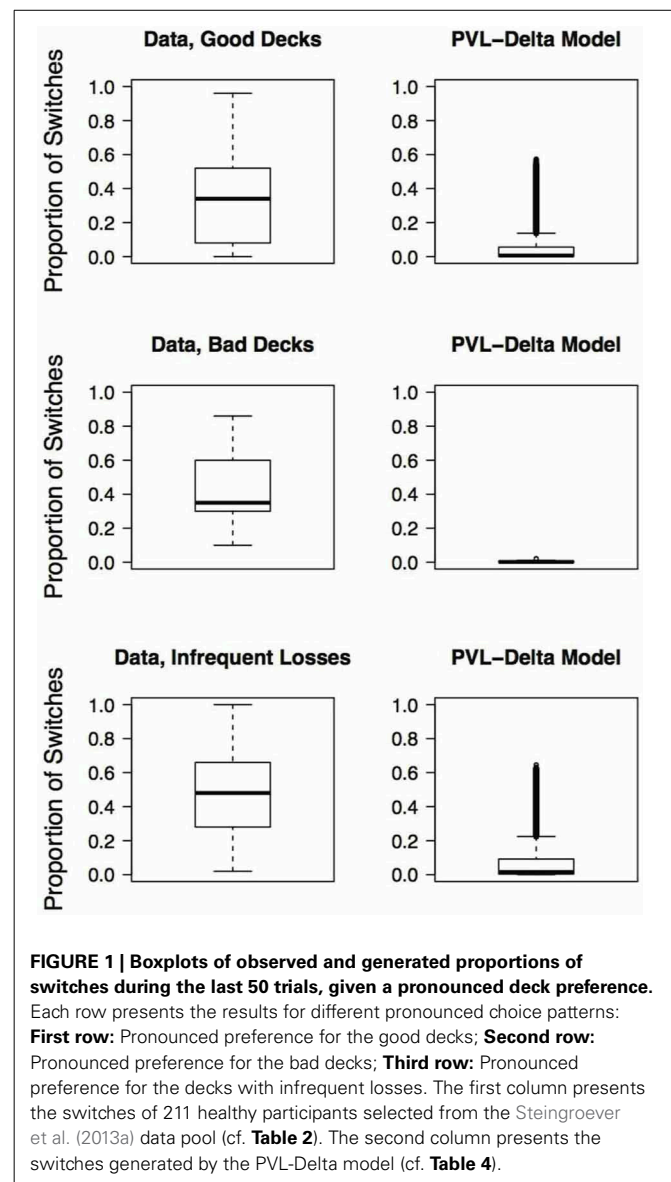 Data, Good Decks
PVL−Delta Model
Proportion of Switches
1.0
0.8
0.6
0.4
0.2
0.0
1.0
0.8
0.6
0.4
0.2
0.0
Data, Bad Decks
PVL−Delta Model
Proportion of Switches
1.0
0.8
0.6
0.4
0.2
0.0
1.0
0.8
0.6
0.4
0.2
0.0
Data, Infrequent Losses
PVL−Delta Model
Proportion of Switches
1.0
0.8
0.6
0.4
0.2
0.0
1.0
0.8
0.6
0.4
0.2
0.0
FIGURE 1 | Boxplots of observed and generated proportions of
switches during the last 50 trials, given a pronounced deck preference.
Each row presents the results for different pronounced choice patterns:
First row: Pronounced preference for the good decks; Second row:
Pronounced preference for the bad decks; Third row: Pronounced
preference for the decks with infrequent losses. The first column presents
the switches of 211 healthy participants selected from the Steingroever
et al. (2013a) data pool (cf. Table 2). The second column presents the
switches generated by the PVL-Delta model (cf. Table 4).